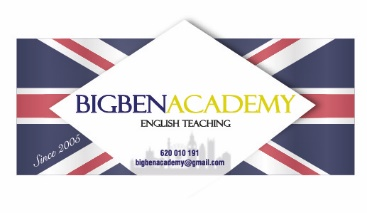 BIGBENACADEMY
ENGLISH TEACHING
Since 2005
620 010 191
bigbenacademy@gmail.com